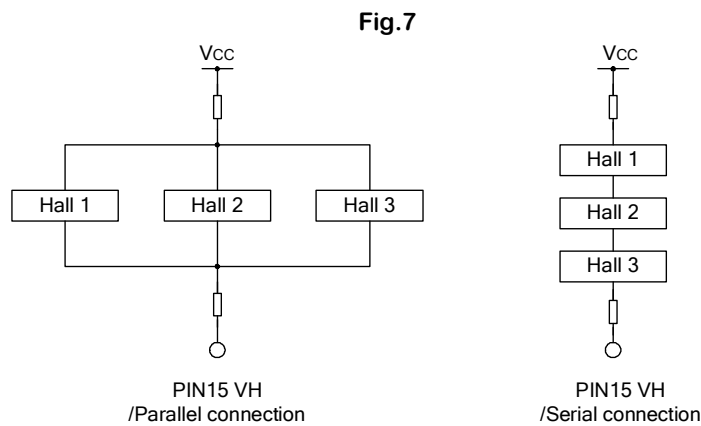 Fig.7
VCC
Hall 1
Hall 2
Hall 3
PIN15 VH
/Parallel connection
VCC
Hall 1
Hall 2
Hall 3
PIN15 VH
/Serial connection